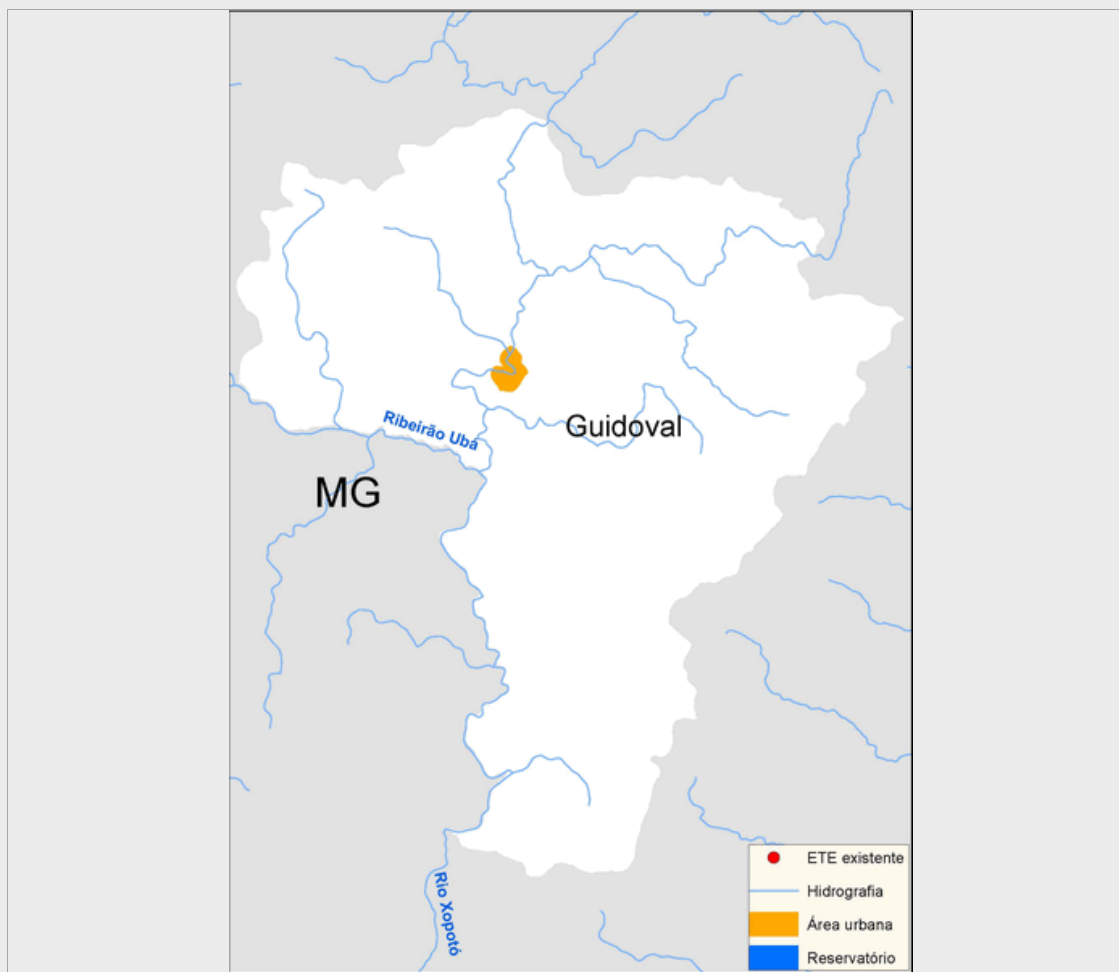 Guidoval
Ribeirão Ubá
MG
Rio Xopotó
ETE existente
Hidrografia
Área urbana
Reservatório